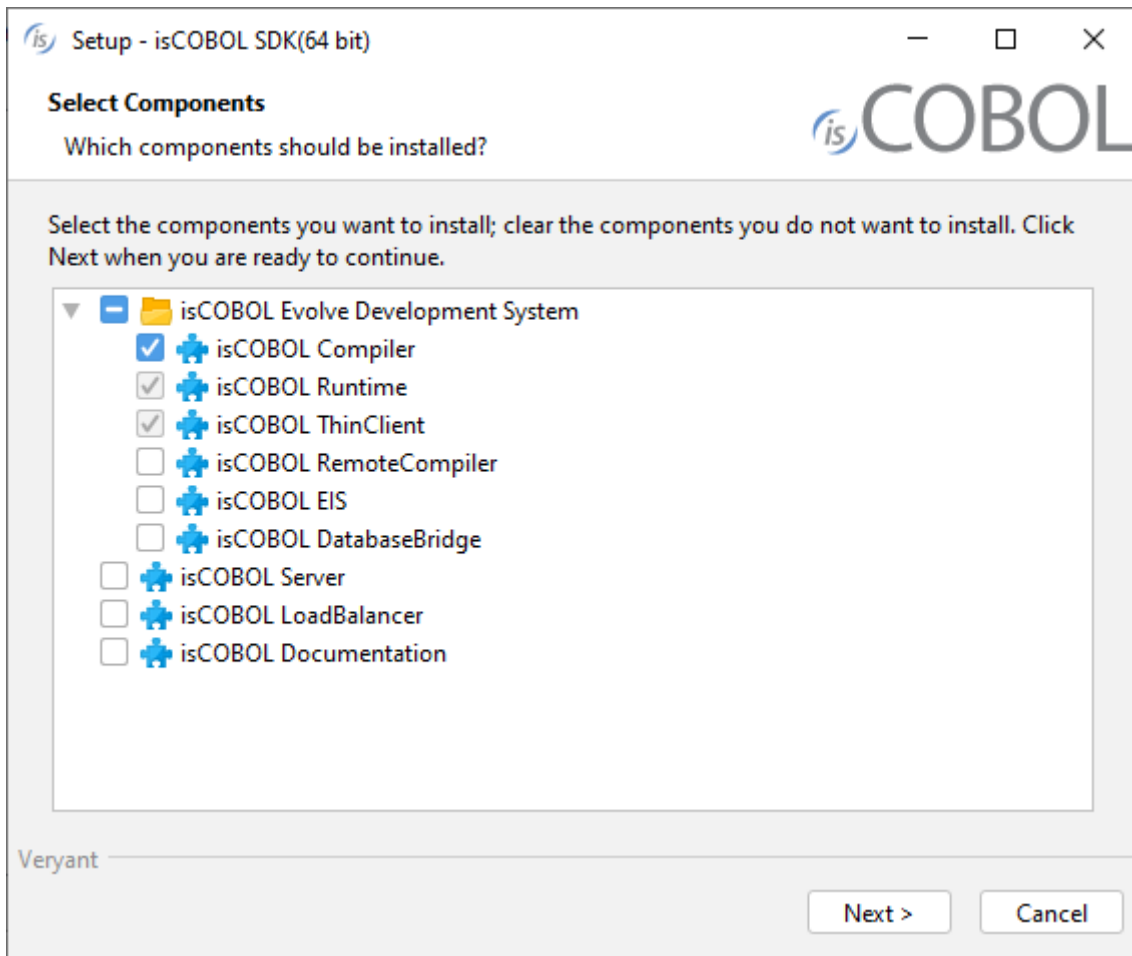 is Setup - isCOBOL SDK(64 bit)
Select Components
Which components should be installed?
isCOBOL
Select the components you want to install; clear the components you do not want to install. Click
Next when you are ready to continue.
isCOBOL Evolve Development System
isCOBOL Compiler
isCOBOL Runtime
isCOBOL ThinClient
isCOBOL RemoteCompiler
isCOBOL EIS
isCOBOL DatabaseBridge
isCOBOL Server
isCOBOL LoadBalancer
isCOBOL Documentation
Veryant
Next >
Cancel